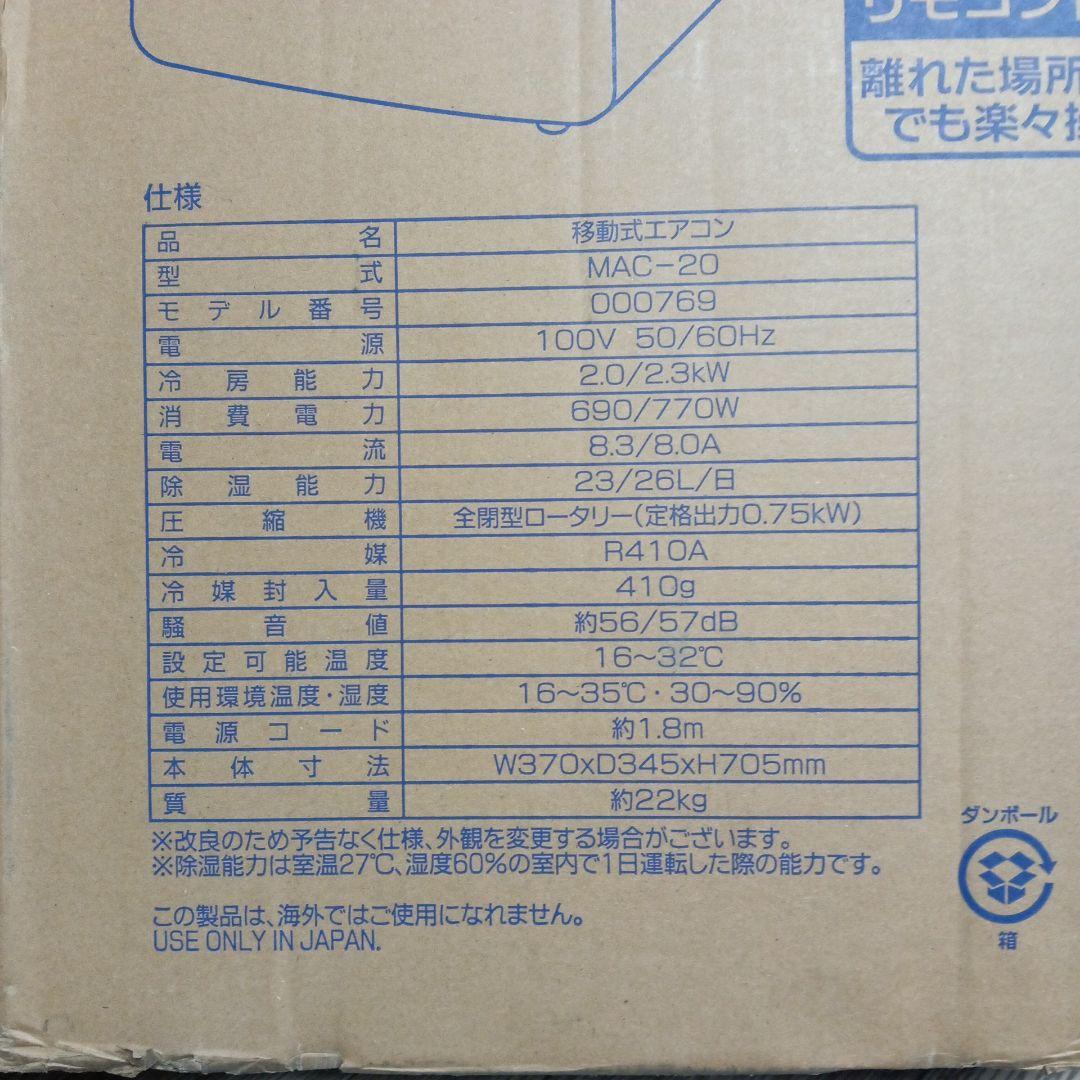 リモコン
離れた場所
でも楽々
仕様
品名 移動式エアコン
型式 MAC-20
モデル番号 000769
電源 100V 50/60Hz
冷房能力 2.0/2.3kW
消費電力 690/770W
電流 8.3/8.0A
除湿能力 23/26L/日
圧縮機 全閉型ロータリー(定格出力0.75kW)
冷媒 R410A
冷媒封入量 410g
騒音値 約56/57dB
設定可能温度 16～32℃
使用環境温度・湿度 16～35℃・30～90%
電源コード 約1.8m
本体寸法 W370xD345xH705mm
質量 約22kg
※改良のため予告なく仕様、外観を変更する場合がございます。
※除湿能力は室温27℃、湿度60%の室内で1日運転した際の能力です。
この製品は、海外ではご使用になれません。
USE ONLY IN JAPAN.
ダンボール
箱